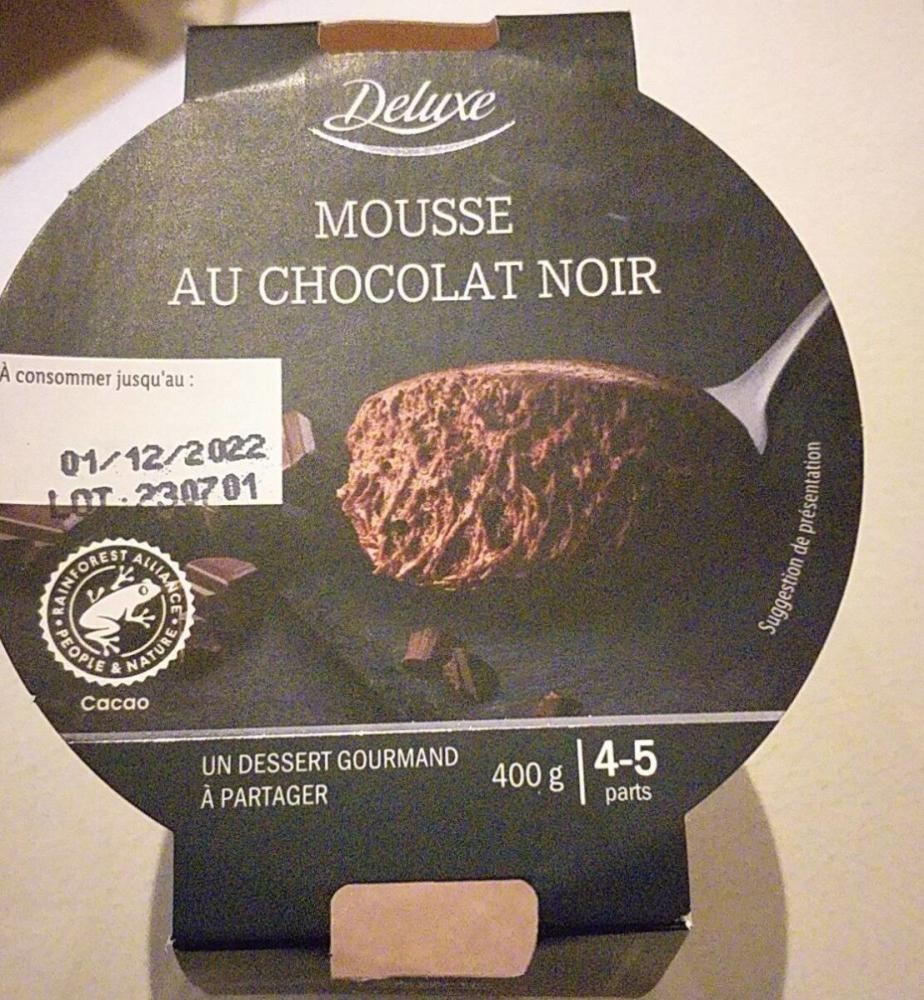 Deluxe
MOUSSE
AU CHOCOLAT NOIR
À consommer jusqu'au :
01/12/2022
LOT:230701
RAINFOREST ALLIANCE
PEOPLE & NATURE
Cacao
Suggestion de présentation
UN DESSERT GOURMAND
À PARTAGER
400 g
4-5
parts